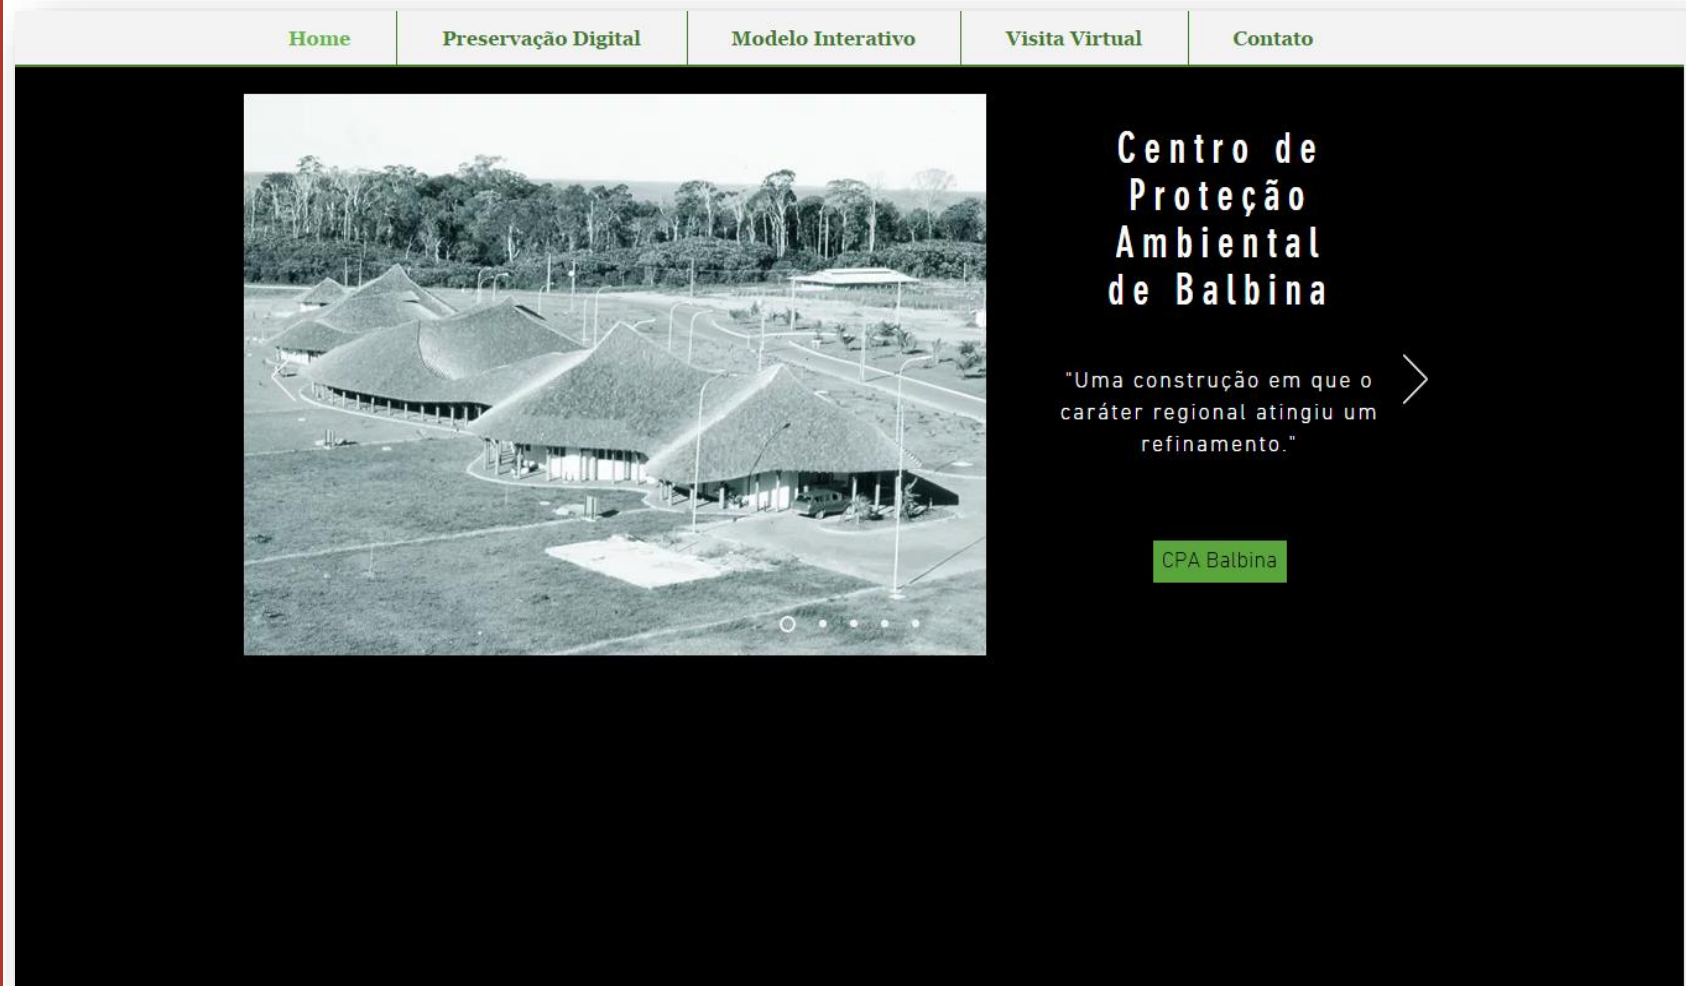 Home Preservação Digital Modelo Interativo Visita Virtual Contato
Centro de
Proteção
Ambiental
de Balbina
"Uma construção em que o
caráter regional atingiu um
refinamento."
CPA Balbina